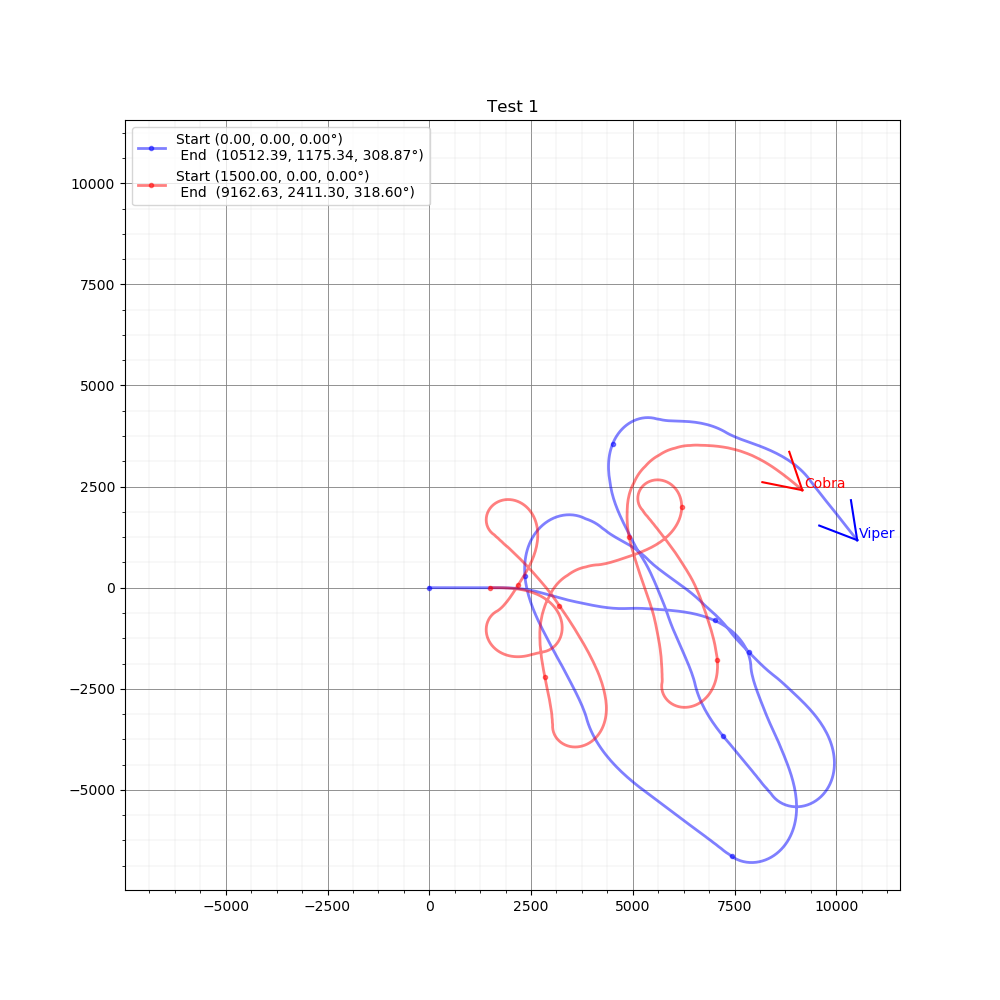 Test 1
Start (0.00, 0.00, 0.00°)
End (10512.39, 1175.34, 308.87°)
Start (1500.00, 0.00, 0.00°)
End (9162.63, 2411.30, 318.60°)
10000
7500
5000
2500
0
−2500
−5000
Cobra
Viper
−5000
−2500
0
2500
5000
7500
10000